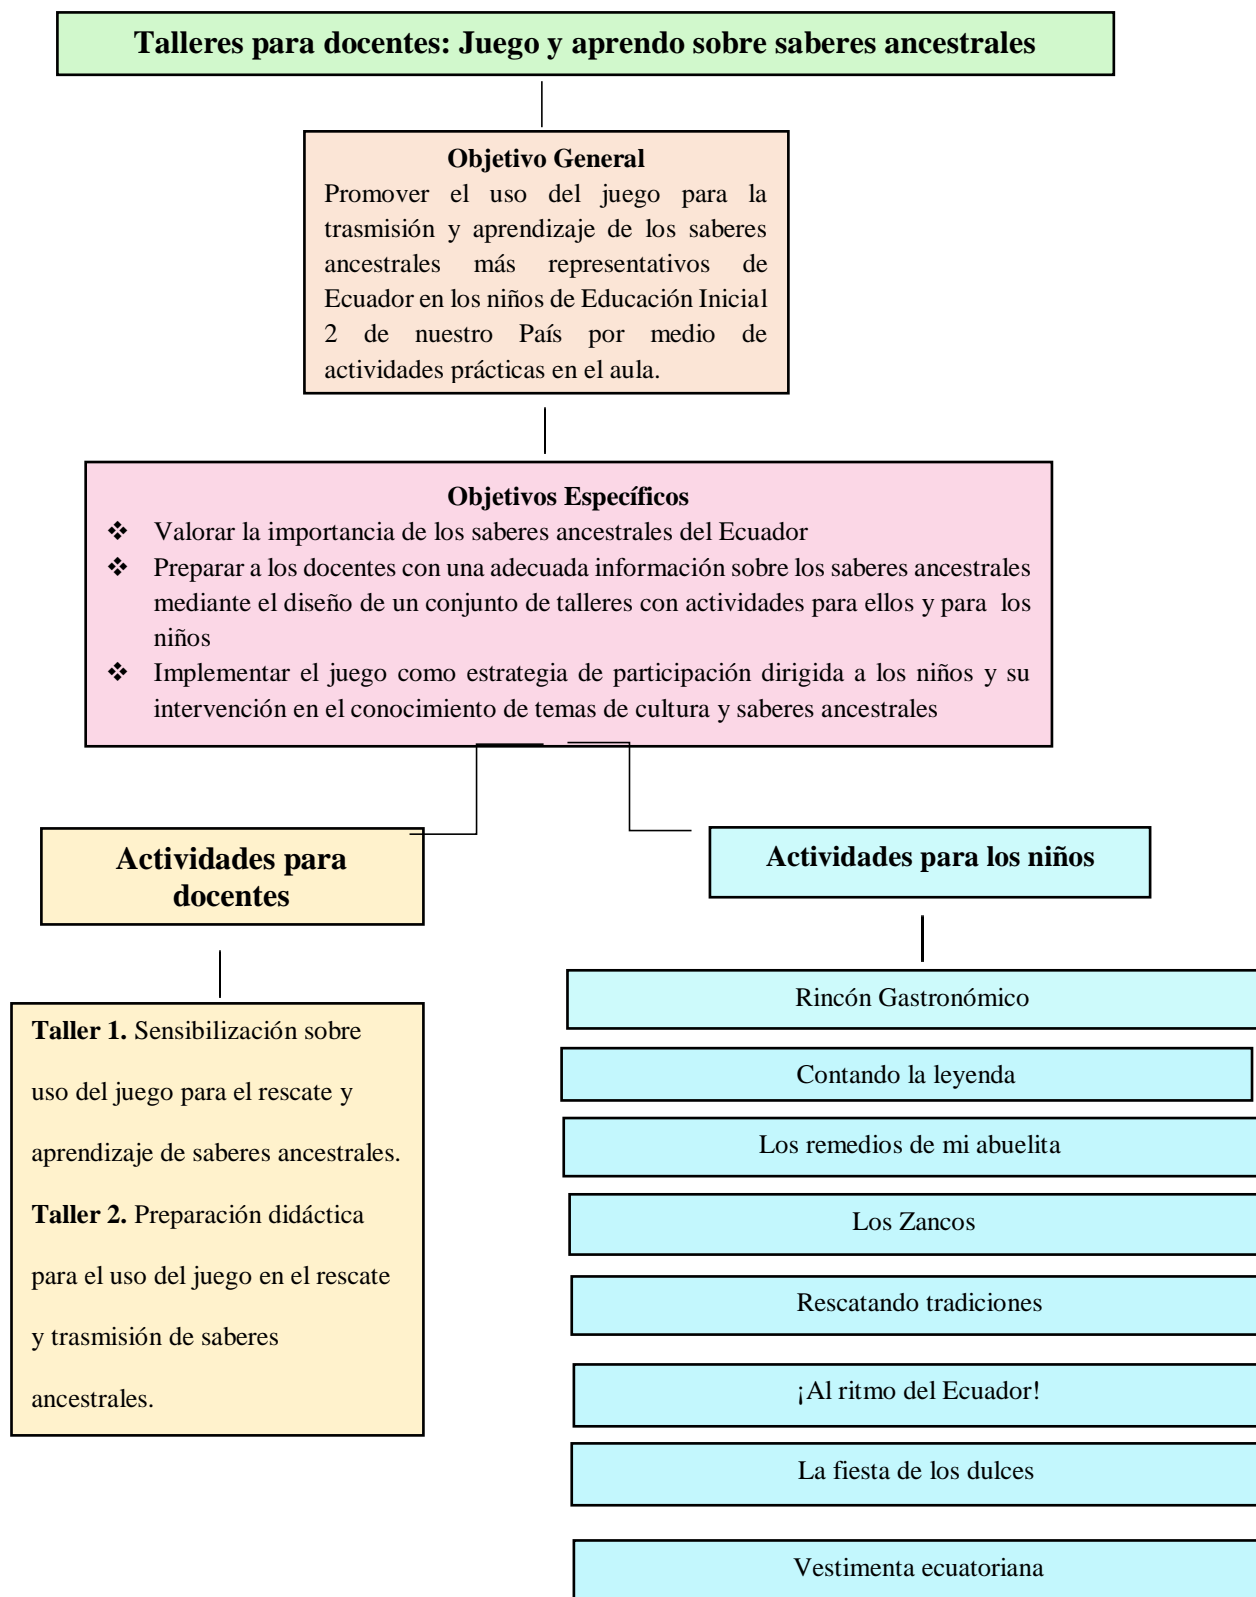 Talleres para docentes: Juego y aprendo sobre saberes ancestrales
Objetivo General
Promover el uso del juego para la
trasmisión y aprendizaje de los saberes
ancestrales más representativos de
Ecuador en los niños de Educación Inicial
2 de nuestro País por medio de
actividades prácticas en el aula.
Objetivos Específicos
❖ Valorar la importancia de los saberes ancestrales del Ecuador
❖ Preparar a los docentes con una adecuada información sobre los saberes ancestrales
mediante el diseño de un conjunto de talleres con actividades para ellos y para los
niños
❖ Implementar el juego como estrategia de participación dirigida a los niños y su
intervención en el conocimiento de temas de cultura y saberes ancestrales
Actividades para
docentes
Taller 1. Sensibilización sobre
uso del juego para el rescate y
aprendizaje de saberes ancestrales.
Taller 2. Preparación didáctica
para el uso del juego en el rescate
y trasmisión de saberes
ancestrales.
Actividades para los niños
Rincón Gastronómico
Contando la leyenda
Los remedios de mi abuelita
Los Zancos
Rescatando tradiciones
¡Al ritmo del Ecuador!
La fiesta de los dulces
Vestimenta ecuatoriana